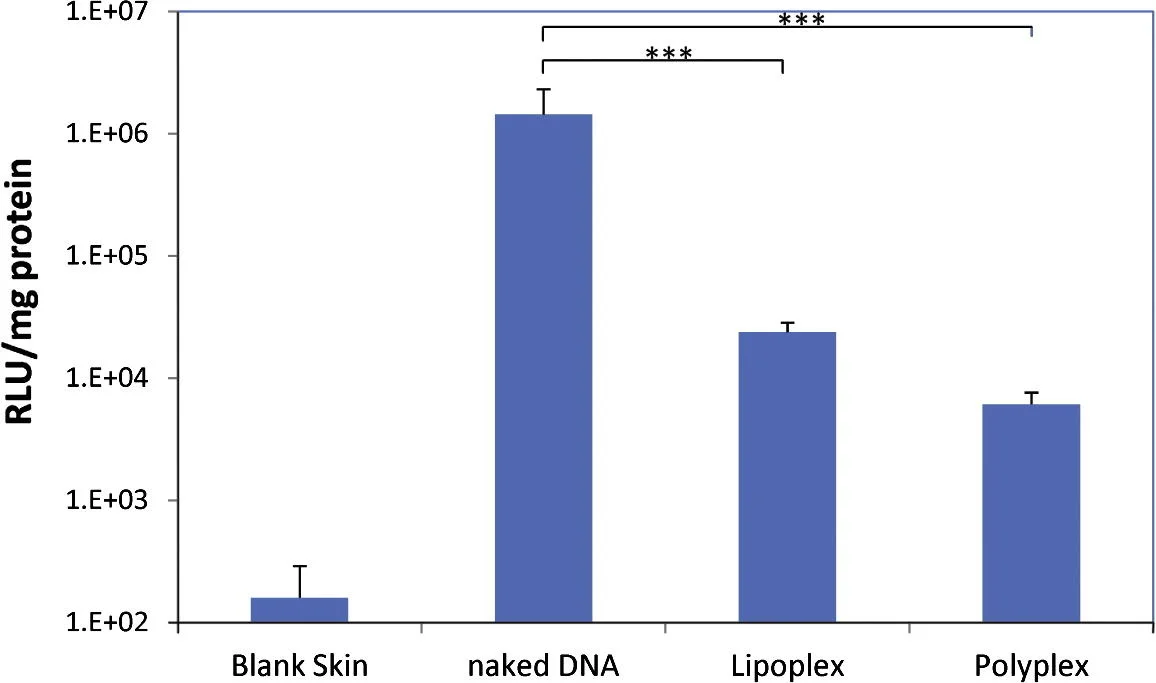 1.E+07
1.E+06
1.E+05
1.E+04
1.E+03
1.E+02
RLU/mg protein
***
***
Blank Skin
naked DNA
Lipoplex
Polyplex